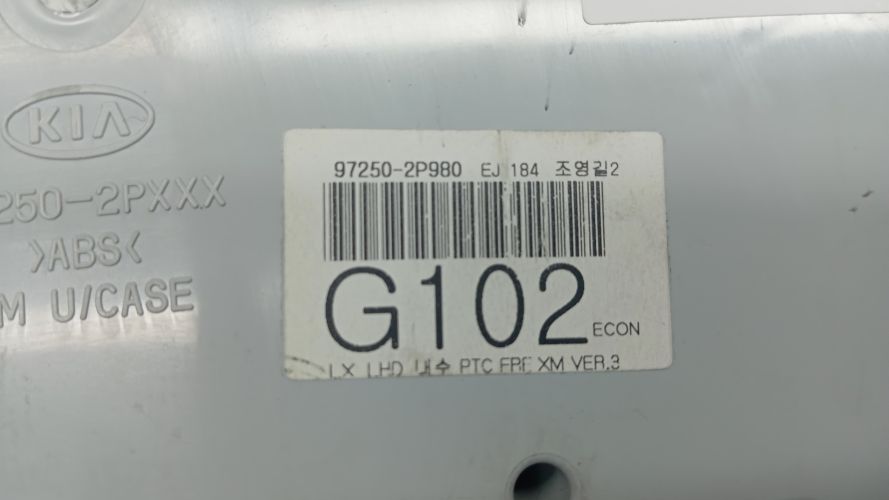 KIA
250-2PXXX
>ABS<
M U/CASE
97250-2P980 EJ 184 조영길2
G102 ECON
LX LHD 내수 PTC FRE XM VER.3